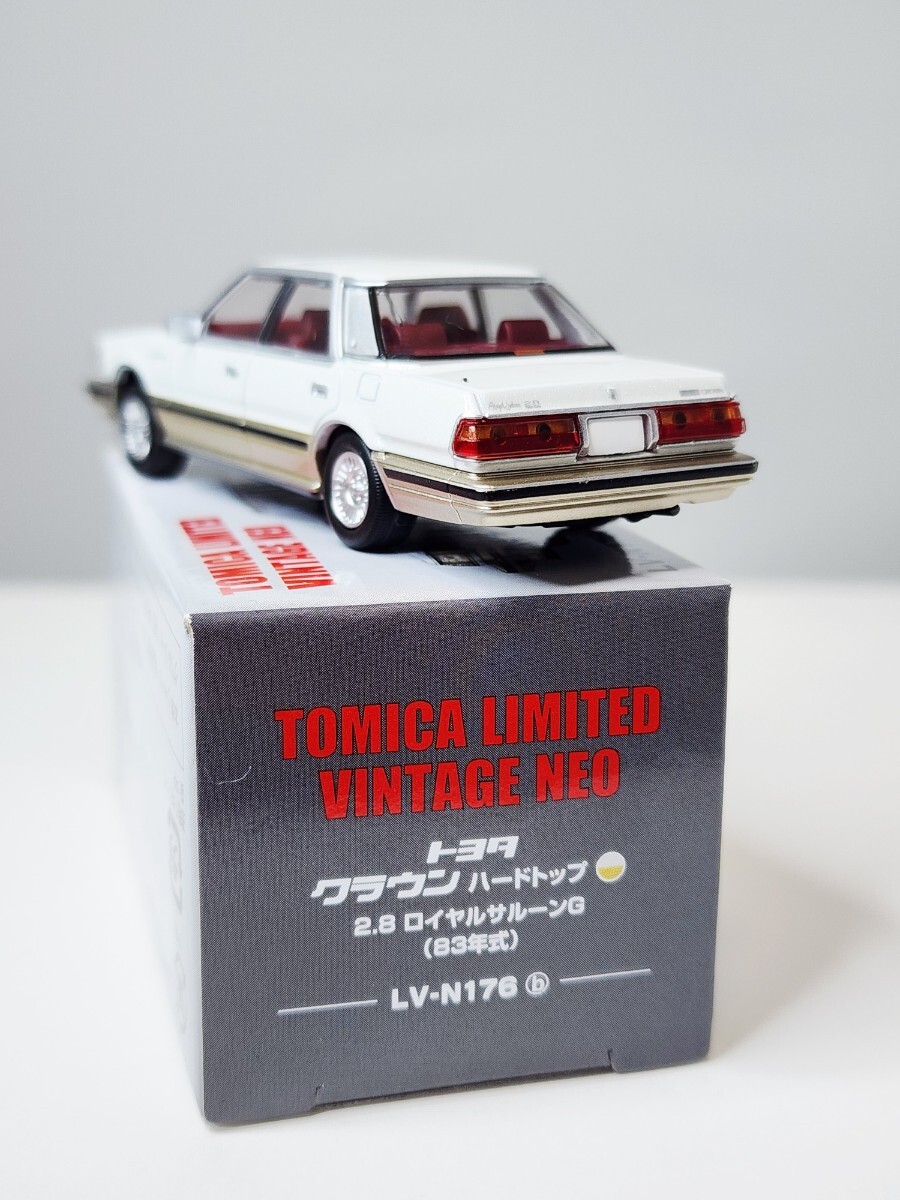 TOMICA LIMITED
VINTAGE NEO
トヨタ
クラウン ハードトップ
2.8 ロイヤルサルーンG
(83年式)
LV-N176 ⓑ